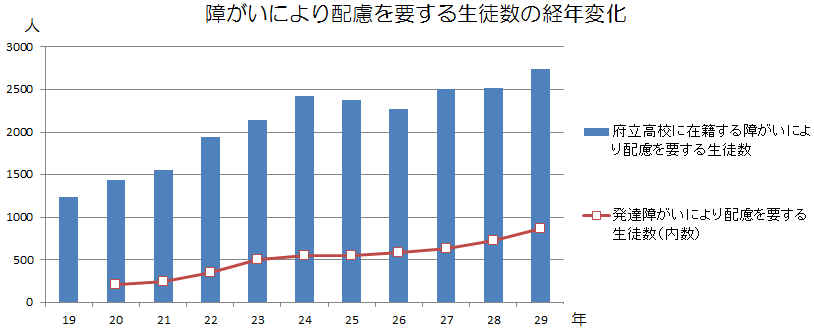 障がいにより配慮を要する生徒数の経年変化
人
3000
2500
2000
1500
1000
500
0
19 20 21 22 23 24 25 26 27 28 29 年
府立高校に在籍する障がいによ
り配慮を要する生徒数
発達障がいにより配慮を要する
生徒数(内数)